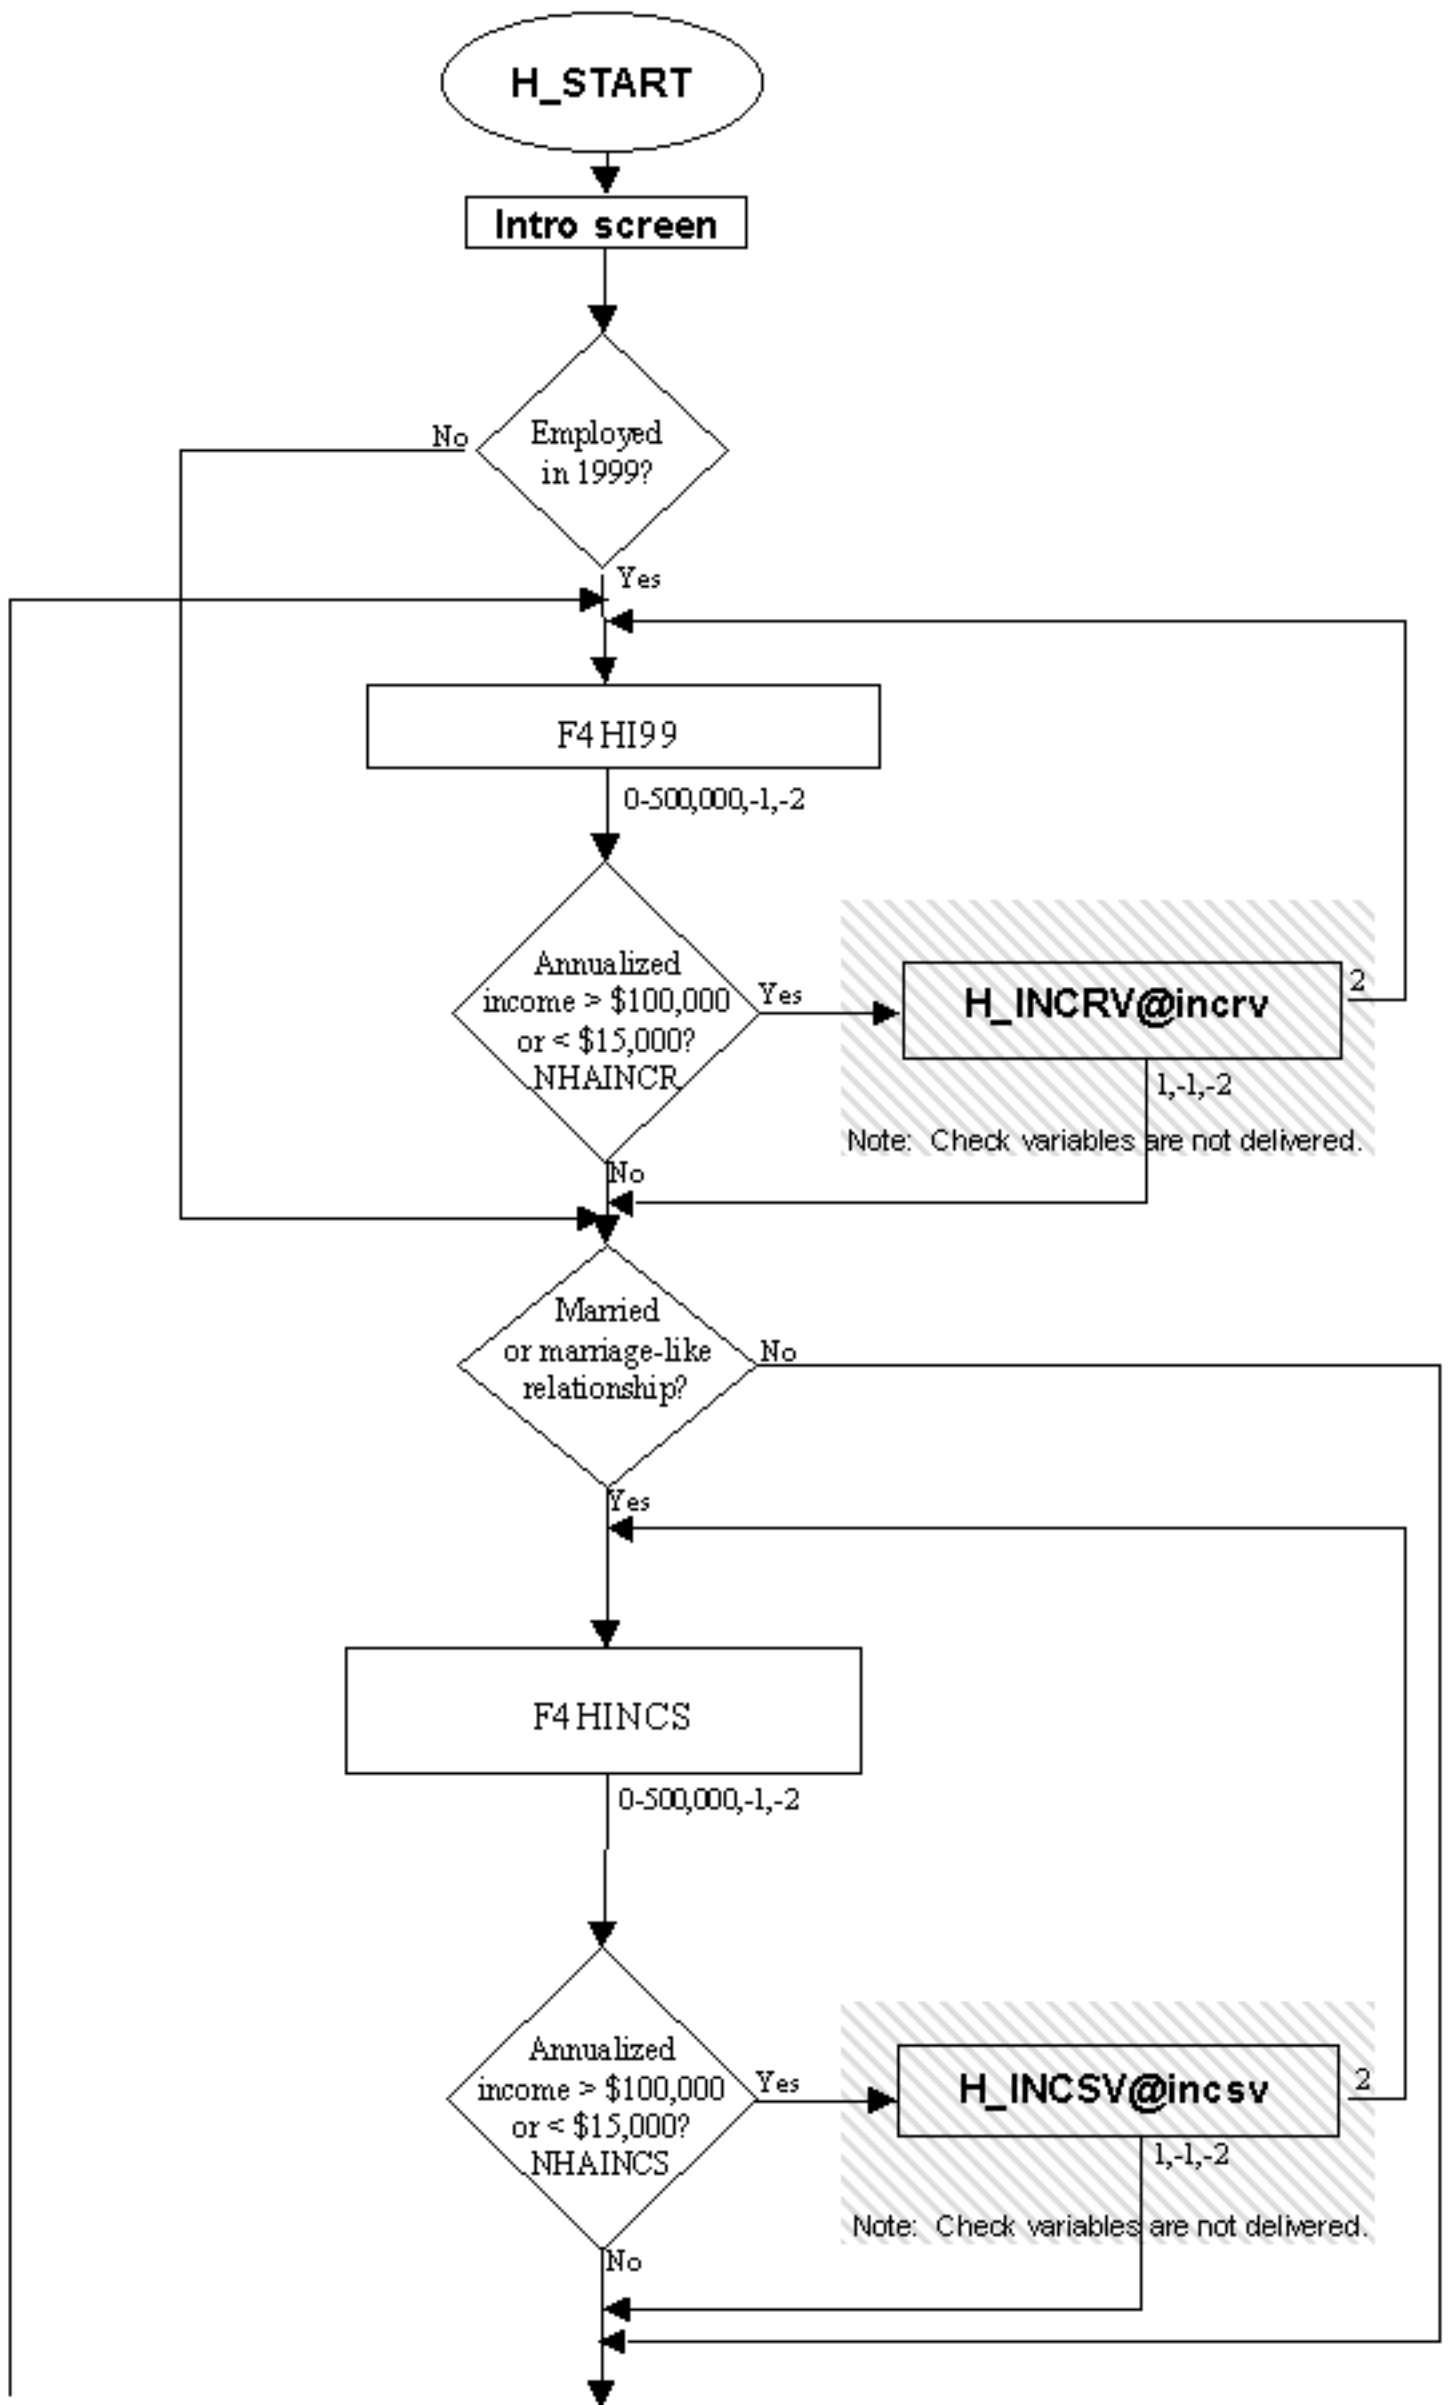 H_START
Intro screen
No
Employed
in 1999?
Yes
F4HI99
0-500,000,-1,-2
Annualized
income > $100,000
or < $15,000?
NHAINCR
Yes
H_INCRV@incrv
2
1,-1,-2
Note: Check variables are not delivered.
No
Married
or marriage-like
relationship?
No
Yes
F4HINCS
0-500,000,-1,-2
Annualized
income > $100,000
or < $15,000?
NHAINCS
Yes
H_INCSV@incsv
2
1,-1,-2
Note: Check variables are not delivered.
No